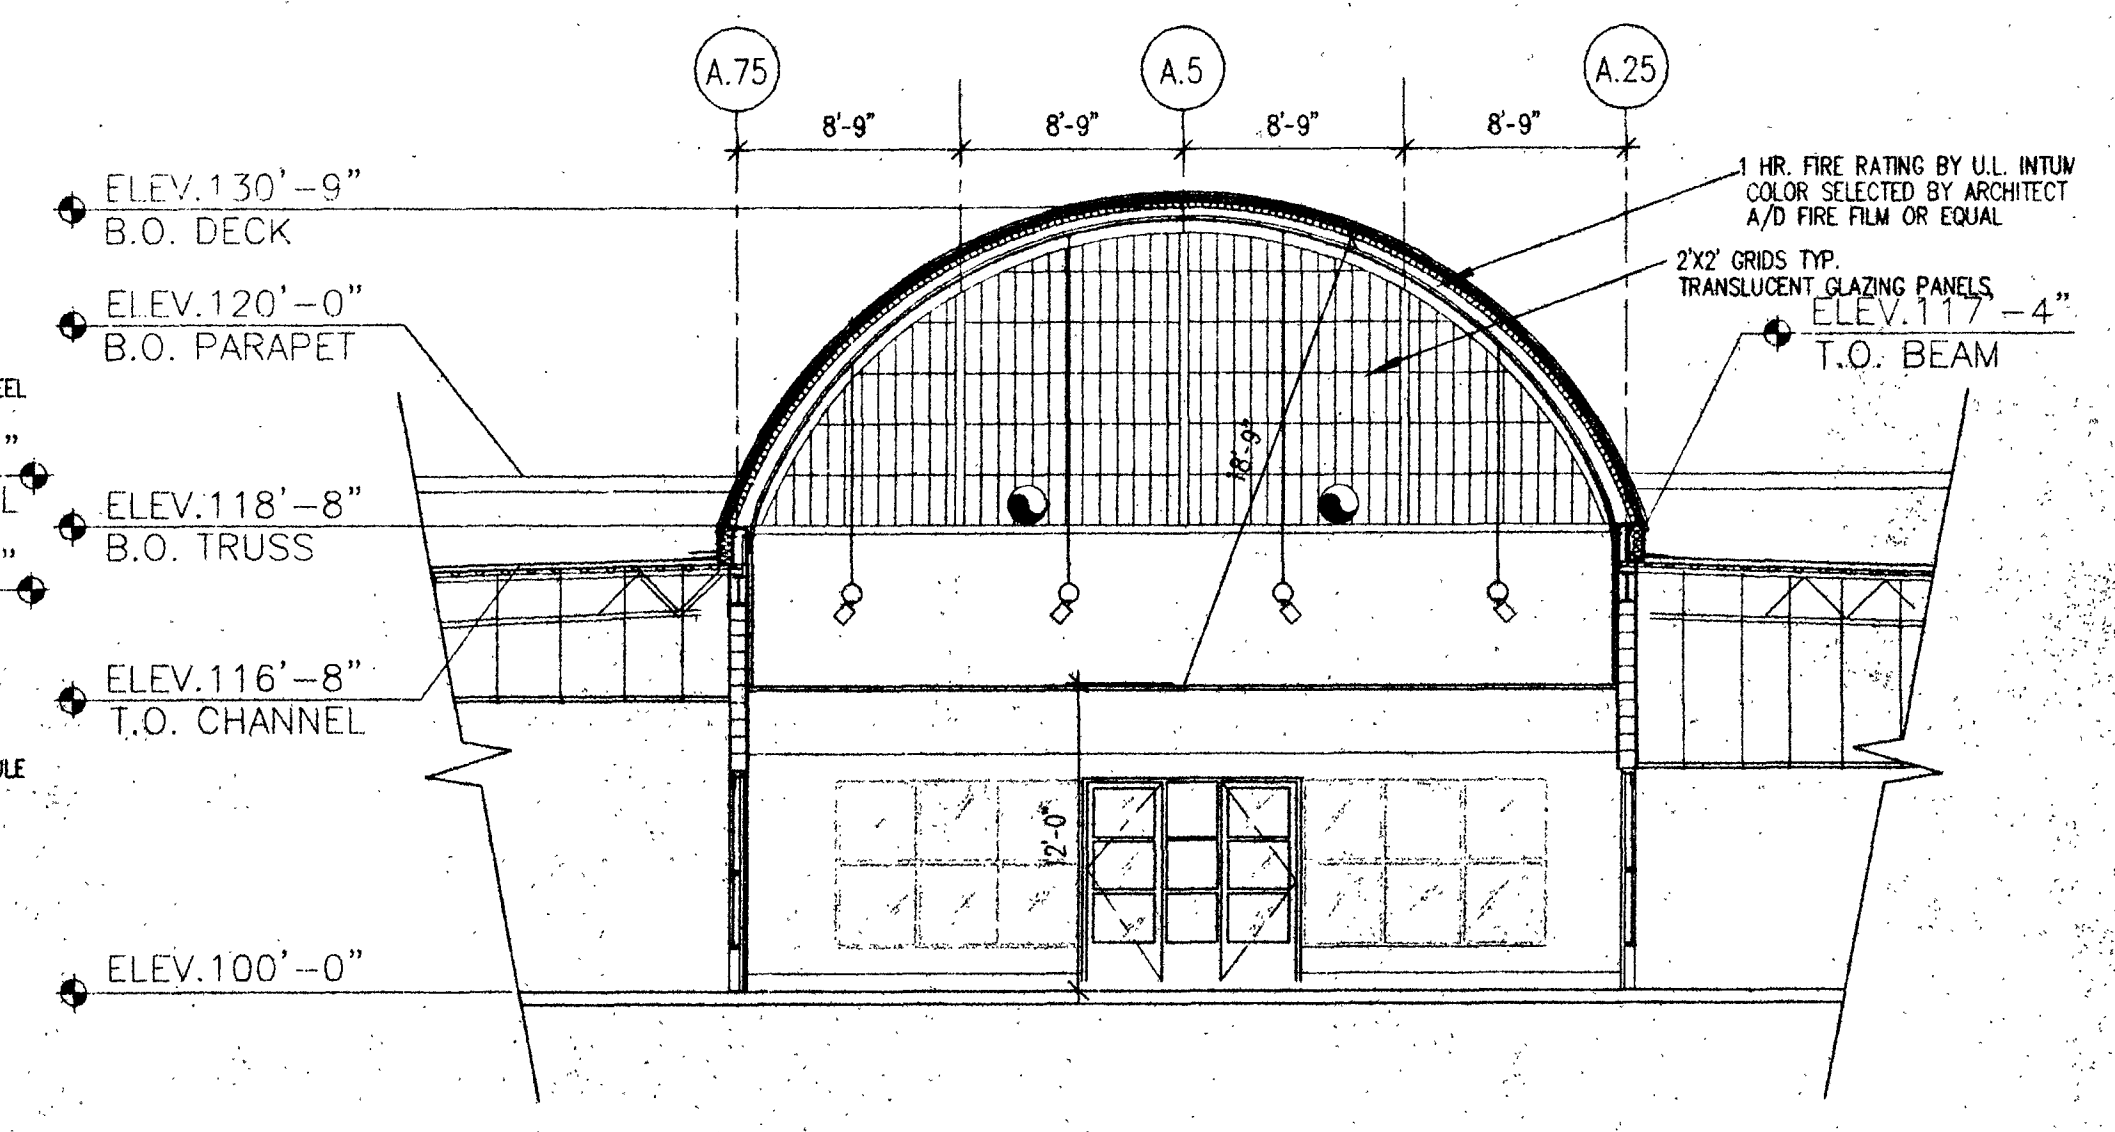 A.75
A.5
A.25
8'-9"
8'-9"
8'-9"
8'-9"
ELEV.130'-9"
B.O. DECK
1 HR. FIRE RATING BY U.L. INTUM
COLOR SELECTED BY ARCHITECT
A/D FIRE FILM OR EQUAL
2'X2' GRIDS TYP.
TRANSLUCENT GLAZING PANELS
ELEV.120'-0"
B.O. PARAPET
ELEV.117'-4"
T.O. BEAM
EEL
"
L
18'-9"
ELEV.118'-8"
B.O. TRUSS
"
ELEV.116'-8"
T.O. CHANNEL
ULE
12'-0"
ELEV.100'-0"